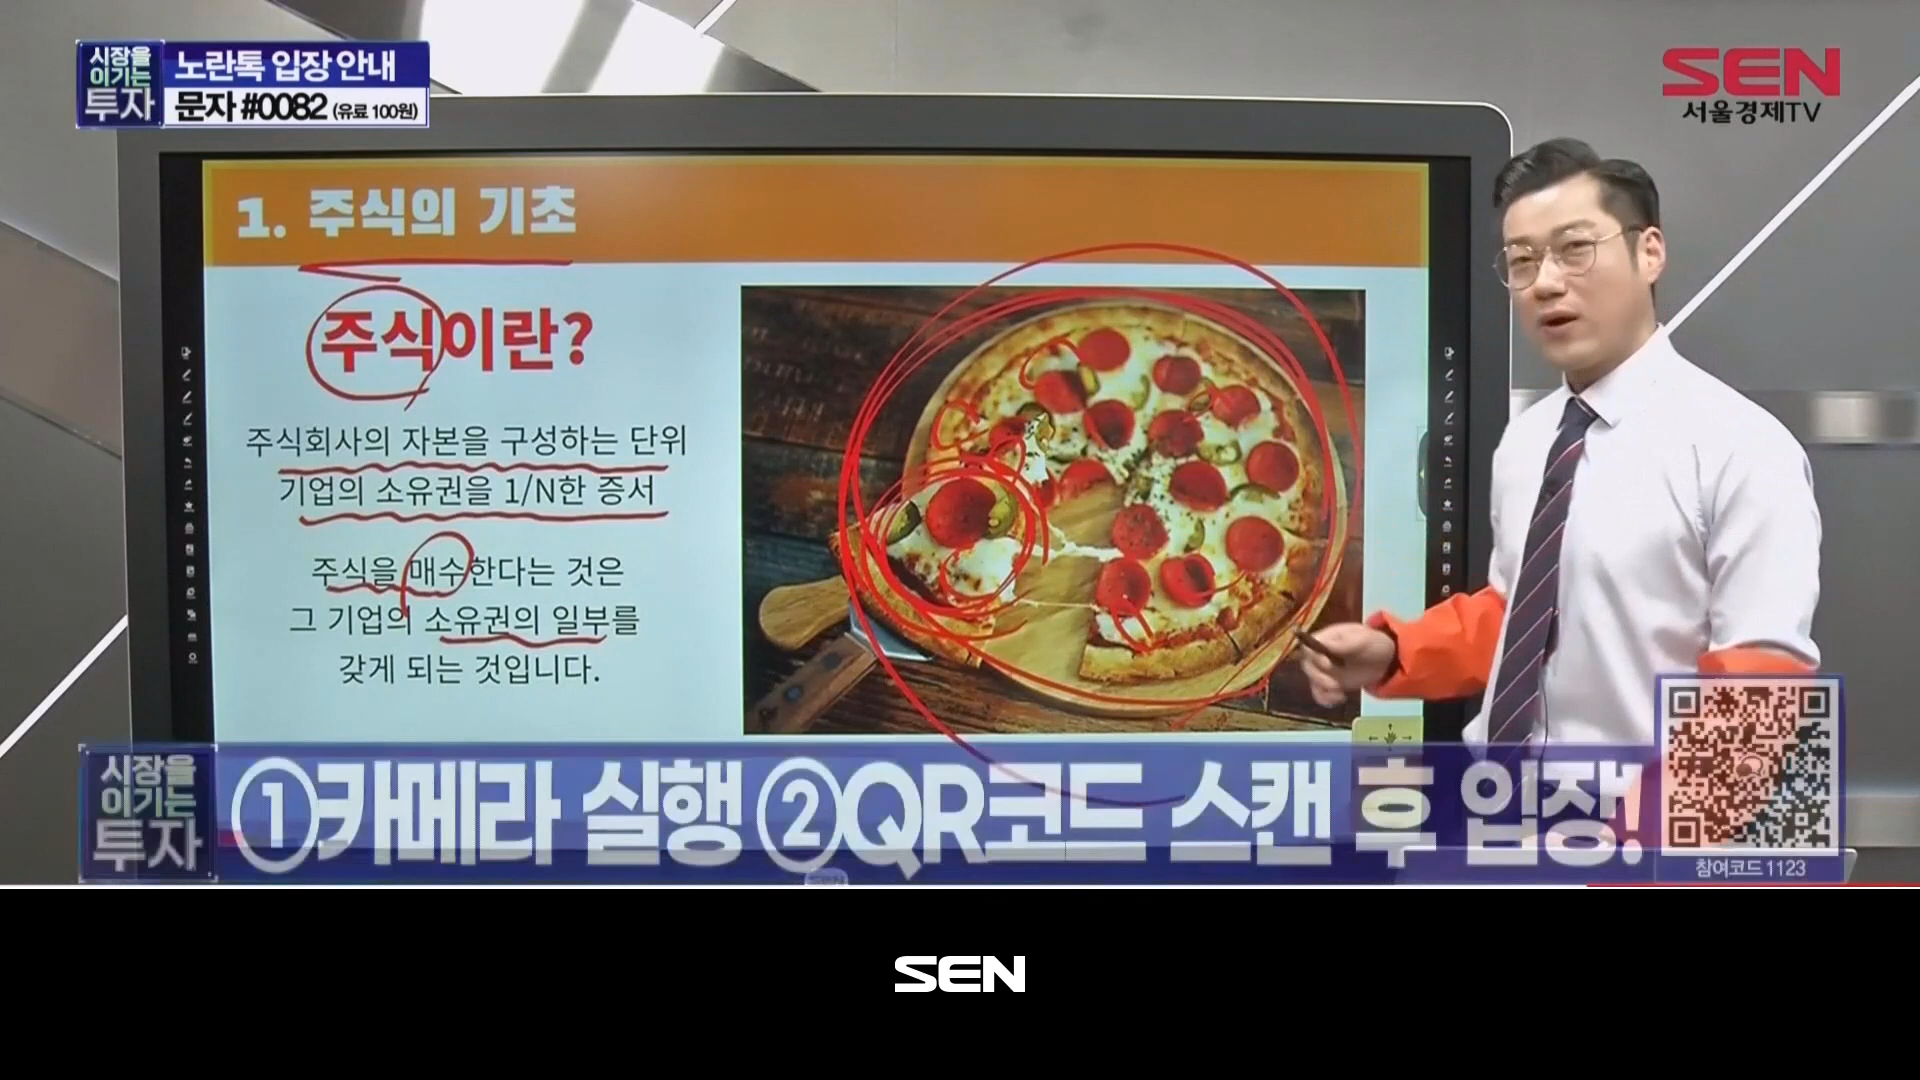 시장을
이기는
투자
노란톡 입장 안내
문자 #0082 (유료 100원)
SEN
서울경제TV
1. 주식의 기초
주식이란?
주식회사의 자본을 구성하는 단위
기업의 소유권을 1/N한 증서
주식을 매수한다는 것은
그 기업의 소유권의 일부를
갖게 되는 것입니다.
시장을
이기는
투자
①카메라 실행 ②QR코드 스캔 후 입장!
참여코드 1123
SEN